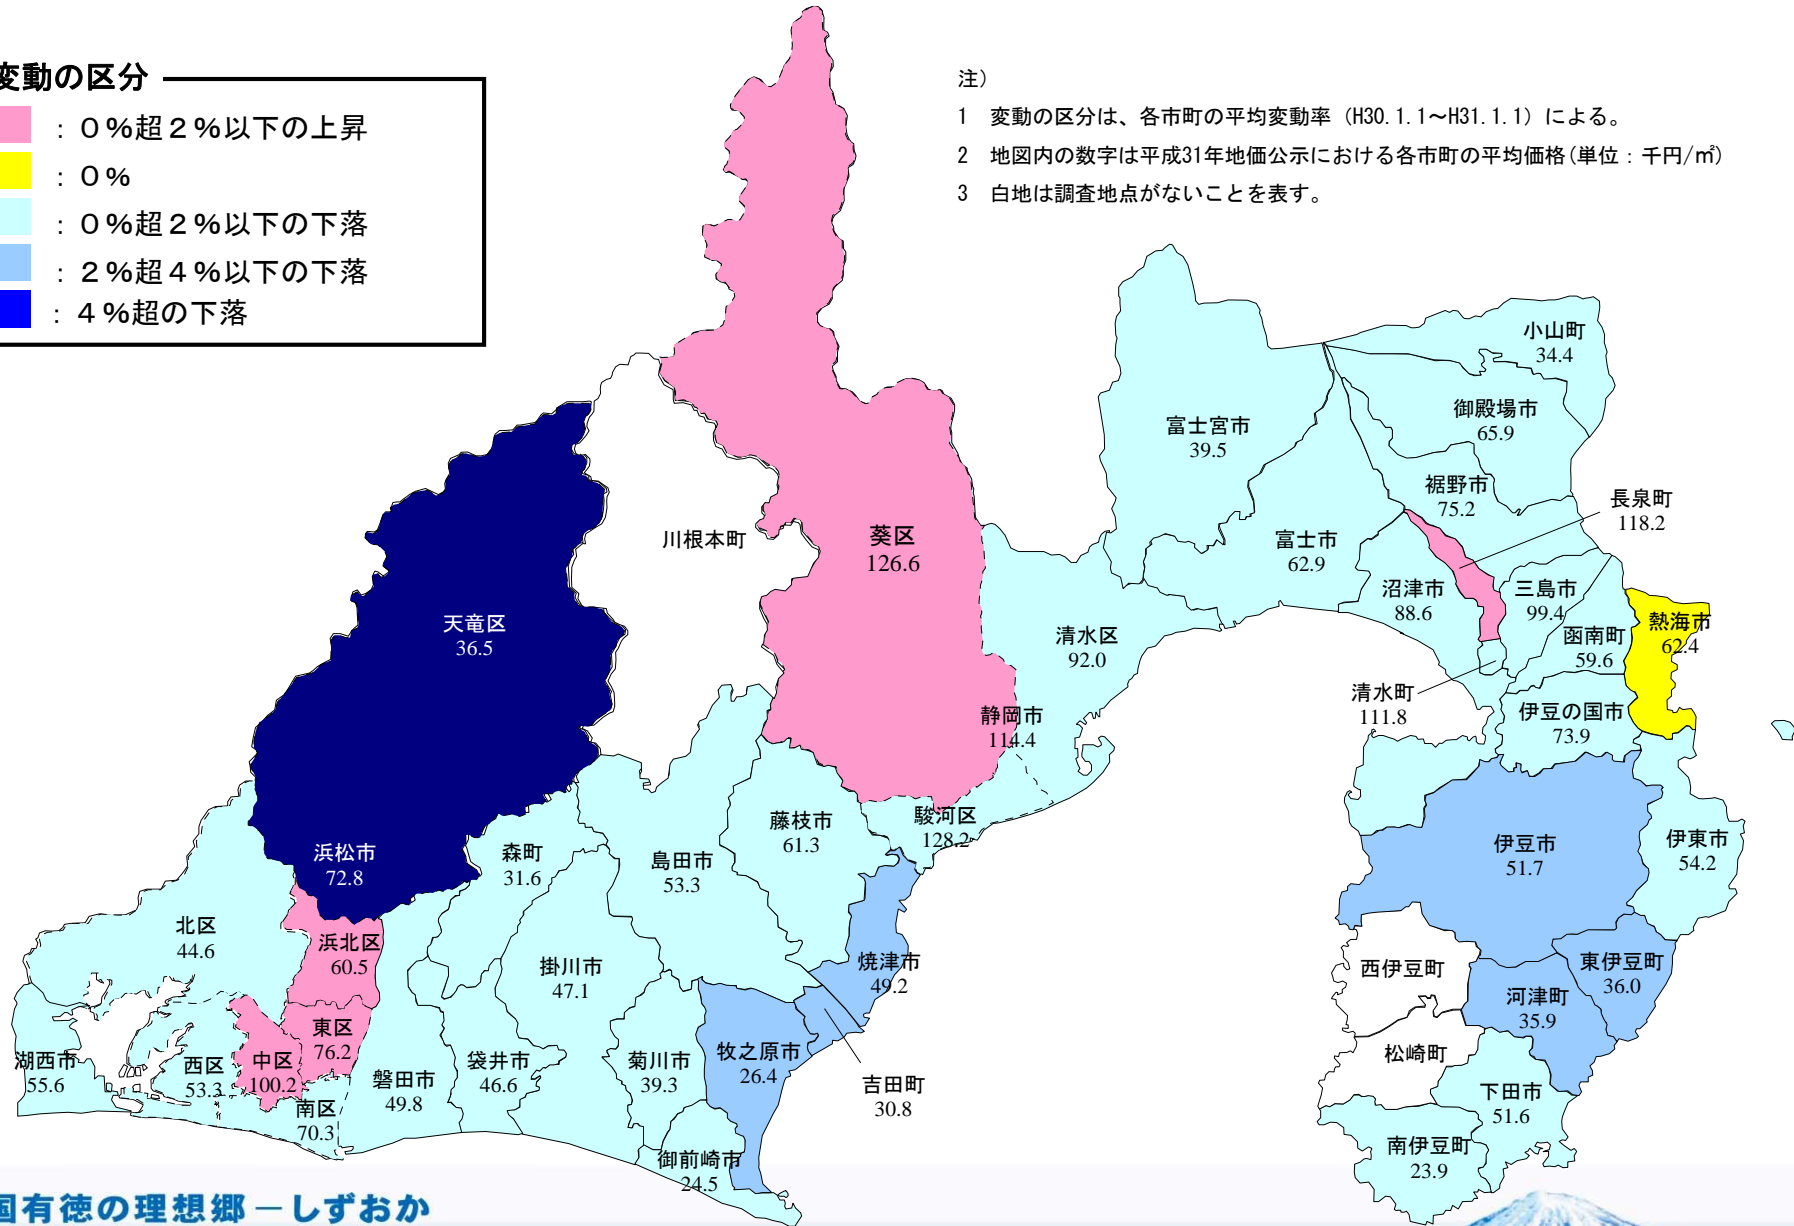 変動の区分
：０％超２％以下の上昇
：０％
：０％超２％以下の下落
：２％超４％以下の下落
：４％超の下落
注）
1　変動の区分は、各市町の平均変動率（H30.1.1～H31.1.1）による。
2　地図内の数字は平成31年地価公示における各市町の平均価格(単位：千円/㎡)
3　白地は調査地点がないことを表す。
小山町
34.4
御殿場市
65.9
富士宮市
39.5
裾野市
75.2
長泉町
118.2
葵区
126.6
川根本町
富士市
62.9
沼津市
88.6
三島市
99.4
函南町
59.6
熱海市
62.4
天竜区
36.5
清水区
92.0
清水町
111.8
伊豆の国市
73.9
静岡市
114.4
駿河区
128.2
藤枝市
61.3
島田市
53.3
森町
31.6
浜松市
72.8
伊豆市
51.7
伊東市
54.2
北区
44.6
浜北区
60.5
掛川市
47.1
焼津市
49.2
西伊豆町
東伊豆町
36.0
河津町
35.9
湖西市
55.6
西区
53.3
中区
100.2
東区
76.2
南区
70.3
磐田市
49.8
袋井市
46.6
菊川市
39.3
牧之原市
26.4
吉田町
30.8
松崎町
下田市
51.6
南伊豆町
23.9
御前崎市
24.5
国有徳の理想郷－しずおか